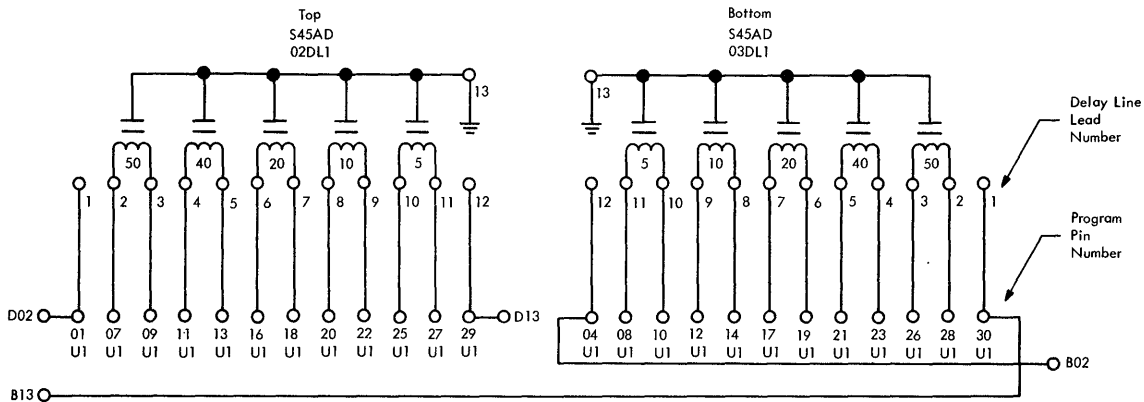 Top
S45AD
02DL1
Bottom
S45AD
03DL1
13
13
Delay Line
Lead
Number
50 40 20 10 5
5 10 20 40 50
1 2 3 4 5 6 7 8 9 10 11 12
12 11 10 9 8 7 6 5 4 3 2 1
Program
Pin
Number
D02 01 07 09 11 13 16 18 20 22 25 27 29 D13
U1 U1 U1 U1 U1 U1 U1 U1 U1 U1 U1 U1
04 08 10 12 14 17 19 21 23 26 28 30
U1 U1 U1 U1 U1 U1 U1 U1 U1 U1 U1 U1
B02
B13